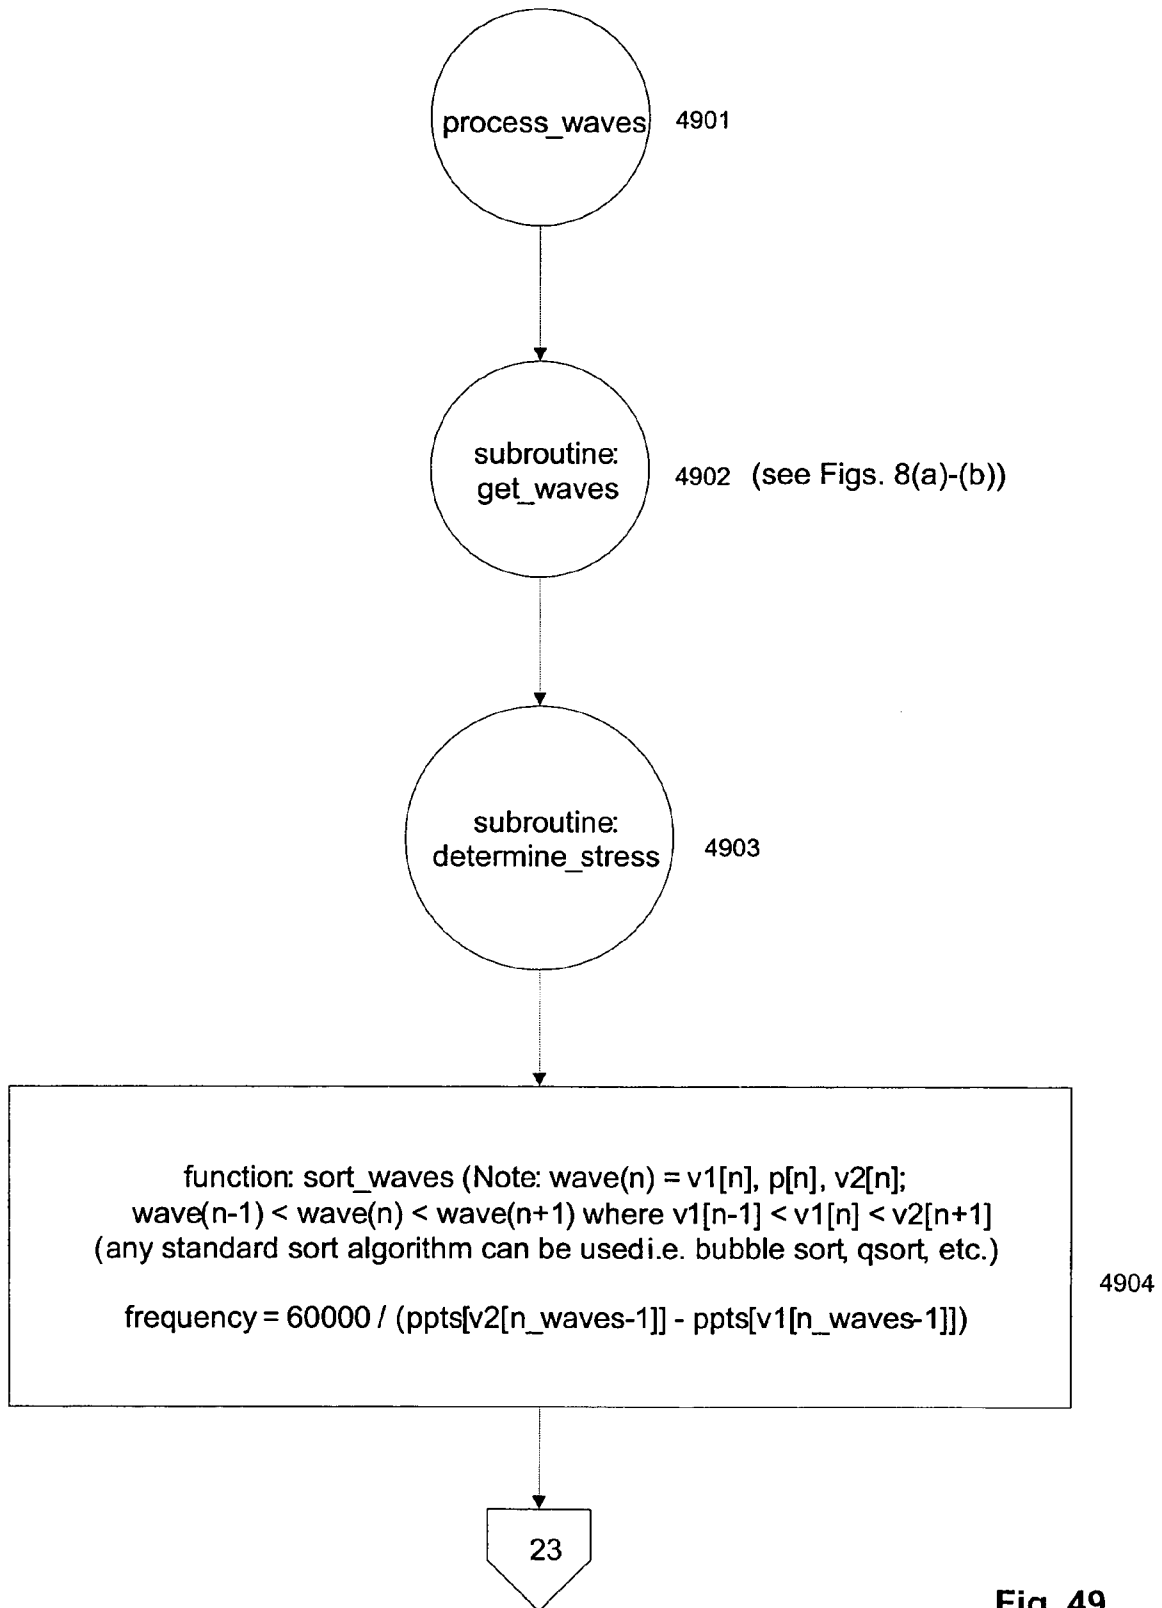 process_waves 4901
subroutine:
get_waves
4902 (see Figs. 8(a)-(b))
subroutine:
determine_stress
4903
function: sort_waves (Note: wave(n) = v1[n], p[n], v2[n];
wave(n-1) < wave(n) < wave(n+1) where v1[n-1] < v1[n] < v2[n+1]
(any standard sort algorithm can be used i.e. bubble sort, qsort, etc.)
frequency = 60000 / (ppts[v2[n_waves-1]] - ppts[v1[n_waves-1]])
4904
23
Fig. 49